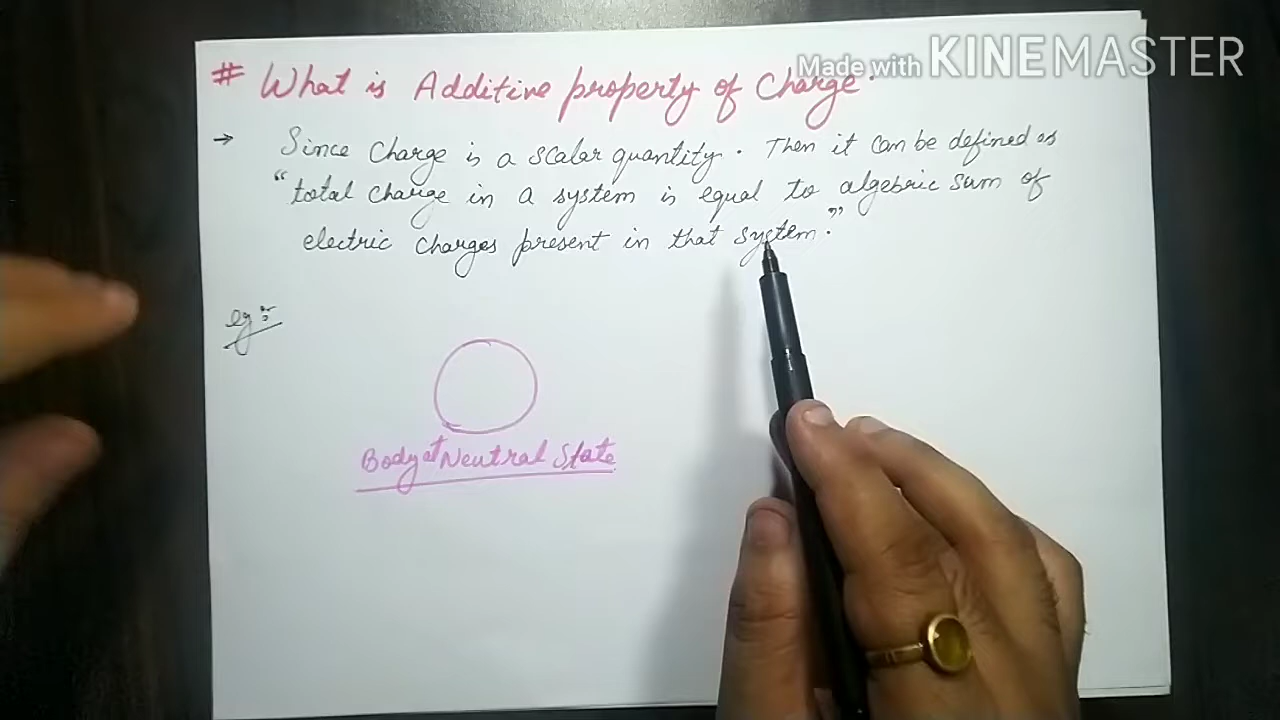 Made with KINEMASTER
# What is Additive property of Charge.
→ Since Charge is a scalar quantity. Then it can be defined as
"total charge in a system is equal to algebric sum of
electric charges present in that system."
eg:-
Body at Neutral State